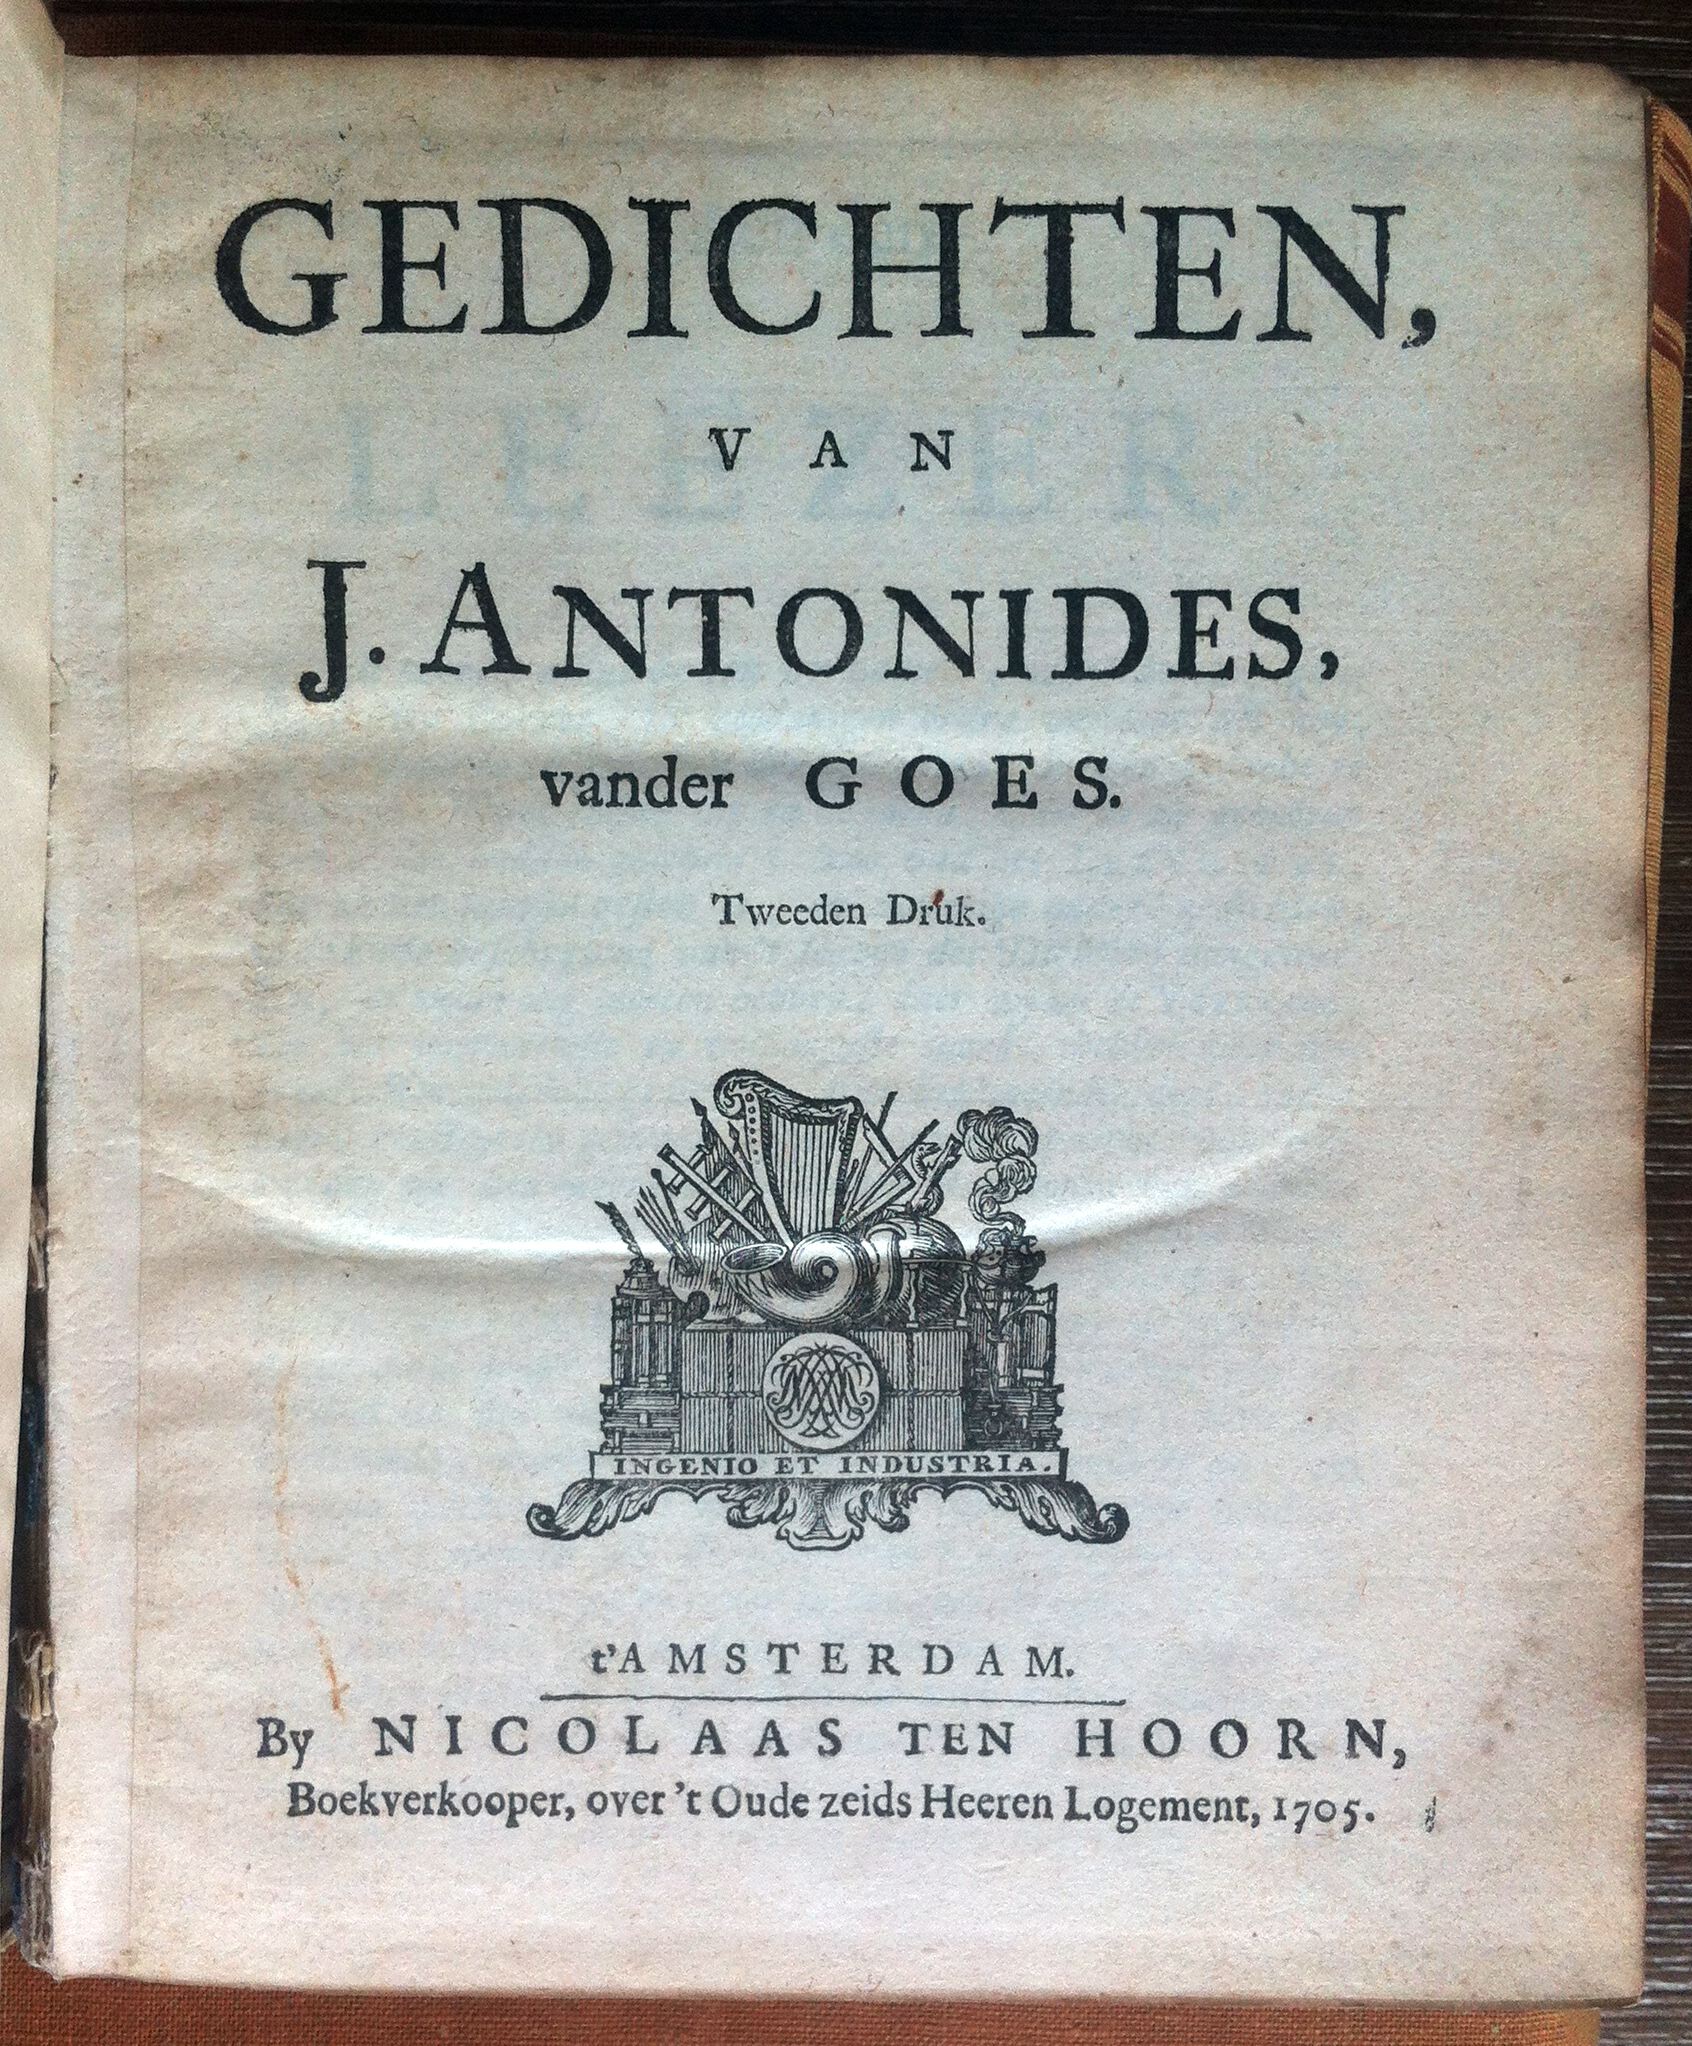 GEDICHTEN,
VAN
J. ANTONIDES,
vander GOES.
Tweeden Druk.
INGENIO ET INDUSTRIA.
t'AMSTERDAM.
By NICOLAAS TEN HOORN,
Boekverkooper, over 't Oude zeids Heeren Logement, 1705.